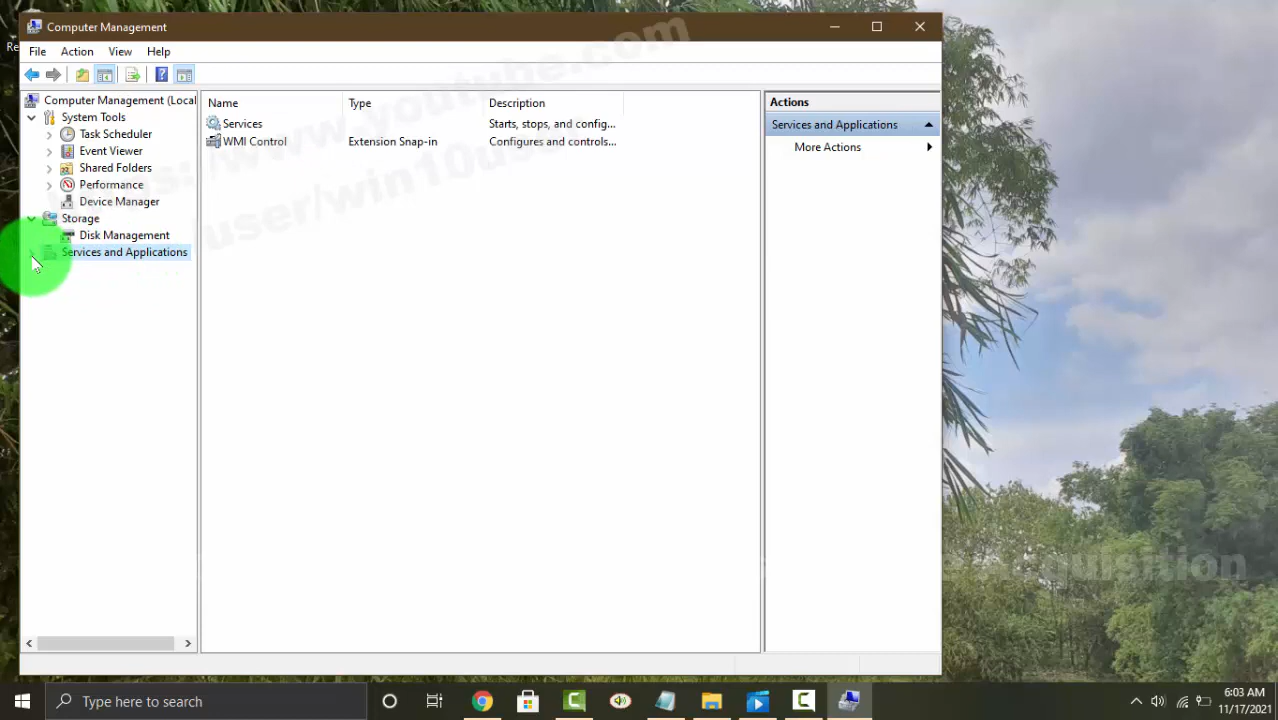 Computer Management
File Action View Help
Computer Management (Local
System Tools
Task Scheduler
Event Viewer
Shared Folders
Performance
Device Manager
Storage
Disk Management
Services and Applications
Name Type Description
Services Starts, stops, and config...
WMI Control Extension Snap-in Configures and controls...
Actions
Services and Applications
More Actions
Type here to search
6:03 AM
11/17/2021